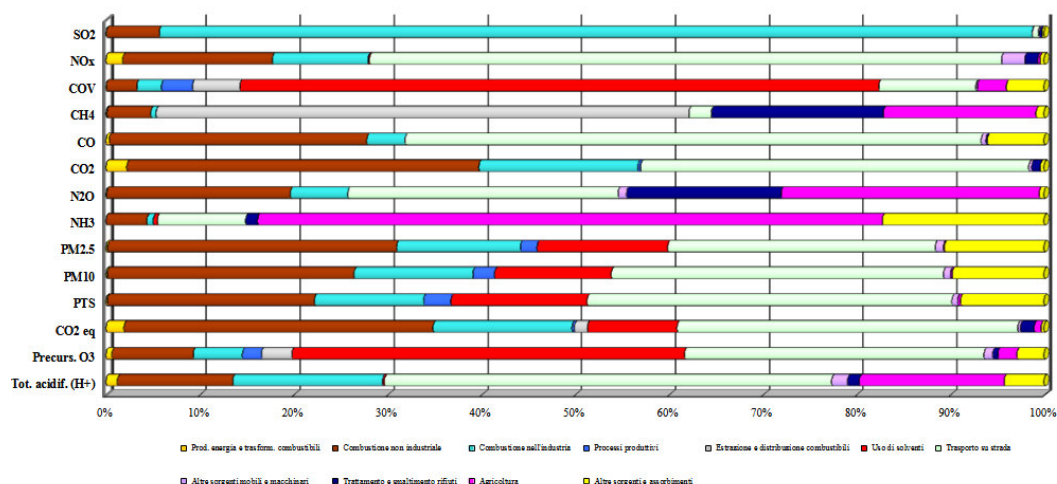 SO2
NOx
COV
CH4
CO
CO2
N2O
NH3
PM2.5
PM10
PTS
CO2 eq
Precurs. O3
Tot. acidif. (H+)
0% 10% 20% 30% 40% 50% 60% 70% 80% 90% 100%
Prod. energia e trasform. combustibili Combustione non industriale Combustione nell'industria Processi produttivi Estrazione e distribuzione combustibili Uso di solventi Trasporto su strada
Altre sorgenti mobili e macchinari Trattamento e smaltimento rifiuti Agricoltura Altre sorgenti e assorbimenti